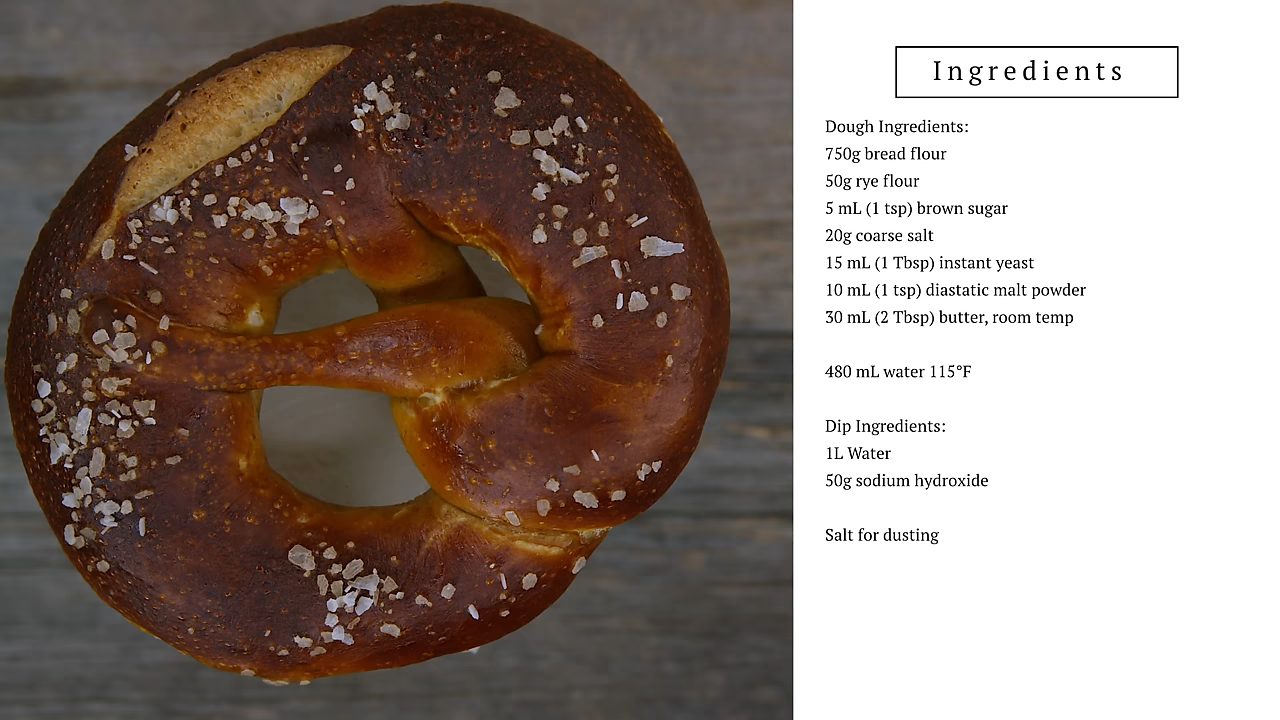 Ingredients
Dough Ingredients:
750g bread flour
50g rye flour
5 mL (1 tsp) brown sugar
20g coarse salt
15 mL (1 Tbsp) instant yeast
10 mL (1 tsp) diastatic malt powder
30 mL (2 Tbsp) butter, room temp
480 mL water 115°F
Dip Ingredients:
1L Water
50g sodium hydroxide
Salt for dusting